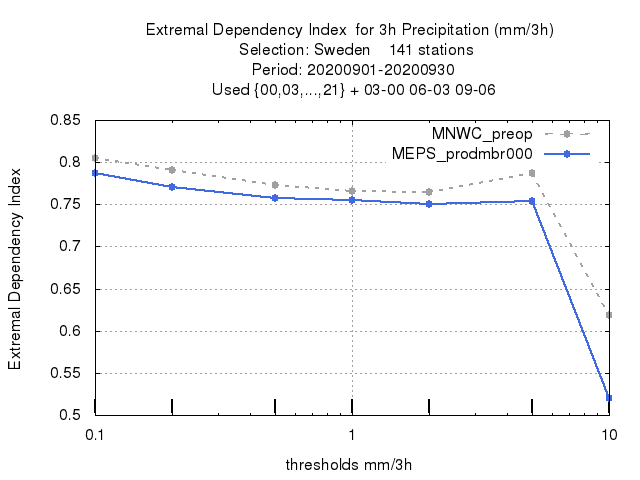 Extremal Dependency Index  for 3h Precipitation (mm/3h)
Selection: Sweden    141 stations
Period: 20200901-20200930
Used {00,03,...,21} + 03-00 06-03 09-06
MNWC_preop
MEPS_prodmbr000
Extremal Dependency Index
0.85
0.8
0.75
0.7
0.65
0.6
0.55
0.5
0.1 1 10
thresholds mm/3h